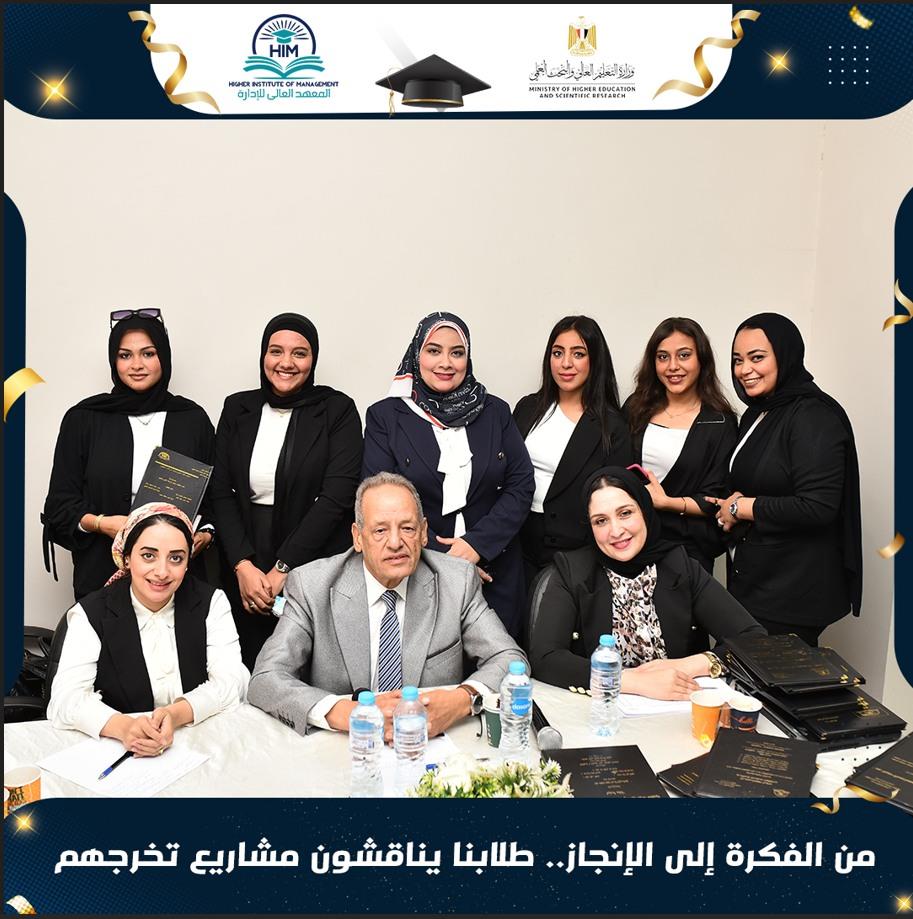 HIM
HIGHER INSTITUTE OF MANAGEMENT
المعهد العالى للإدارة
وزارة التعليم العالي والبحث العلمي
MINISTRY OF HIGHER EDUCATION
AND SCIENTIFIC RESEARCH
من الفكرة إلى الإنجاز.. طلابنا يناقشون مشاريع تخرجهم